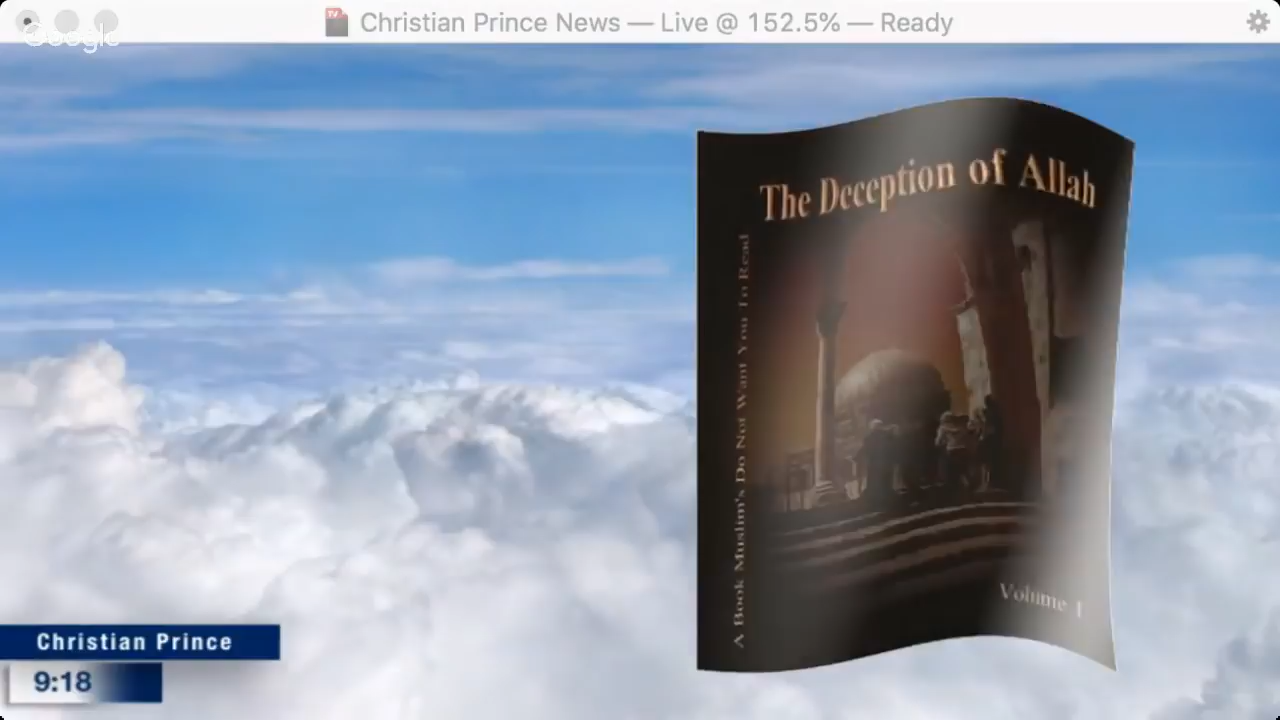 Christian Prince News — Live @ 152.5% — Ready
Google
The Deception of Allah
A Book Muslim's Do Not Want You To Read
Volume 1
Christian Prince
9:18